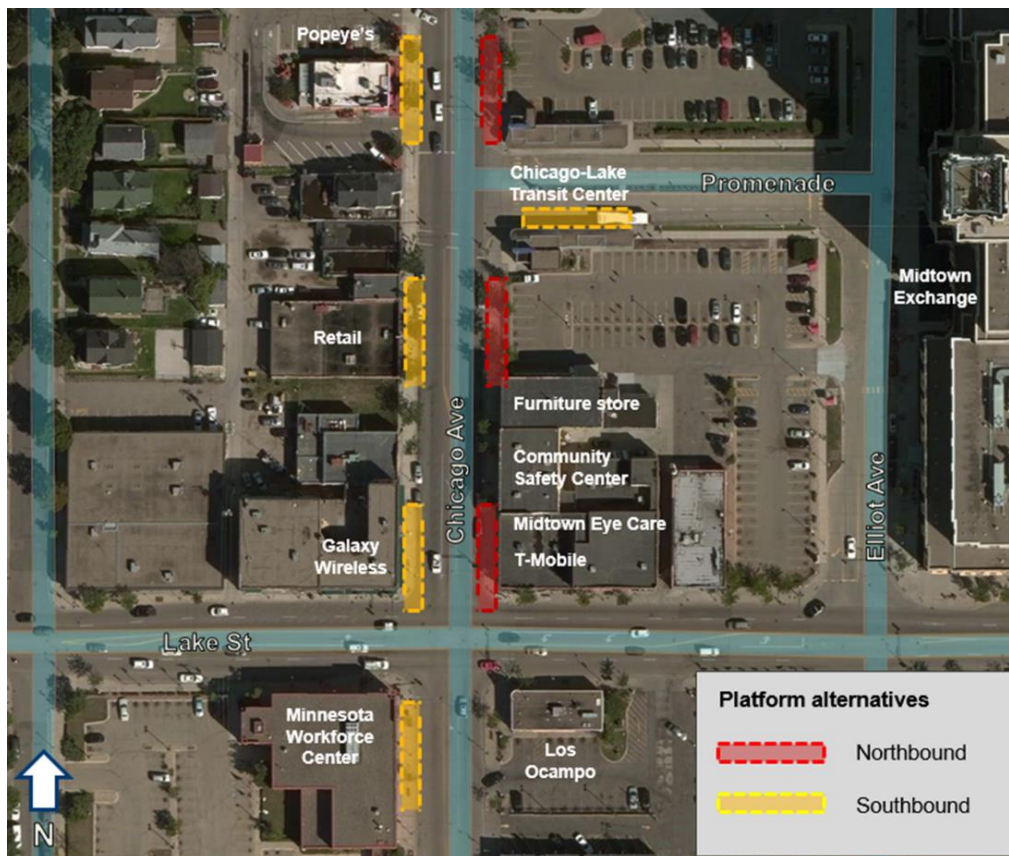 Popeye's
Chicago-Lake
Transit Center
Promenade
Midtown
Exchange
Retail
Furniture store
Chicago Ave
Community
Safety Center
Elliot Ave
Midtown Eye Care
Galaxy
Wireless
T-Mobile
Lake St
Minnesota
Workforce
Center
Los
Ocampo
Platform alternatives
Northbound
Southbound
N